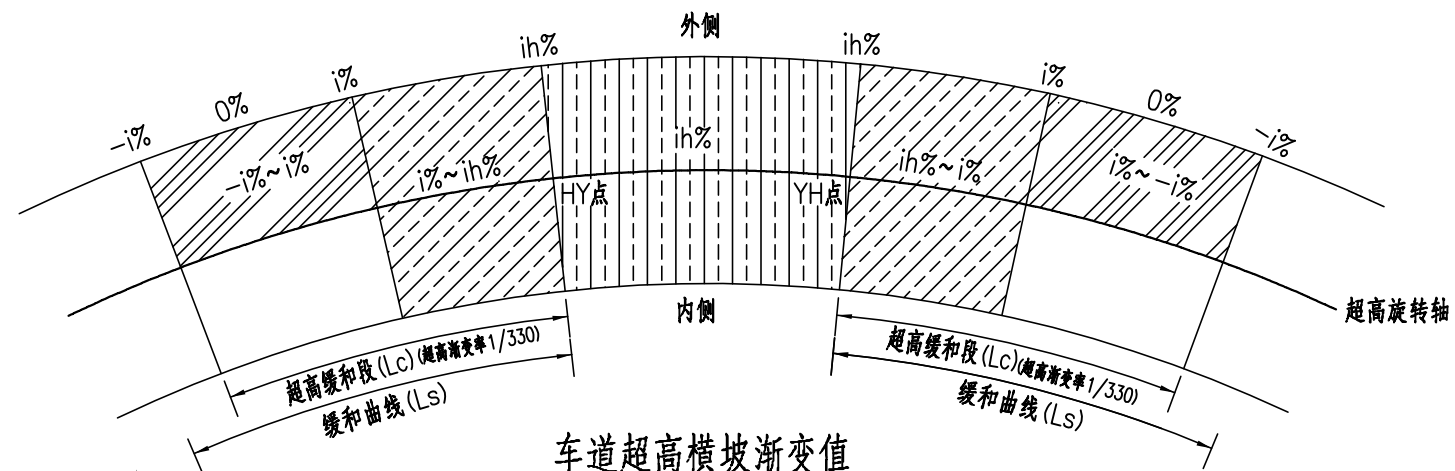 外侧
ih%
ih%
i%
i%
0%
0%
-i%
-i%
ih%
-i%~i%
i%~ih%
ih%~i%
i%~-i%
HY点
YH点
内侧
超高旋转轴
超高缓和段(Lc)(超高渐变率1/330)
超高缓和段(Lc)(超高渐变率1/330)
缓和曲线(Ls)
缓和曲线(Ls)
车道超高横坡渐变值